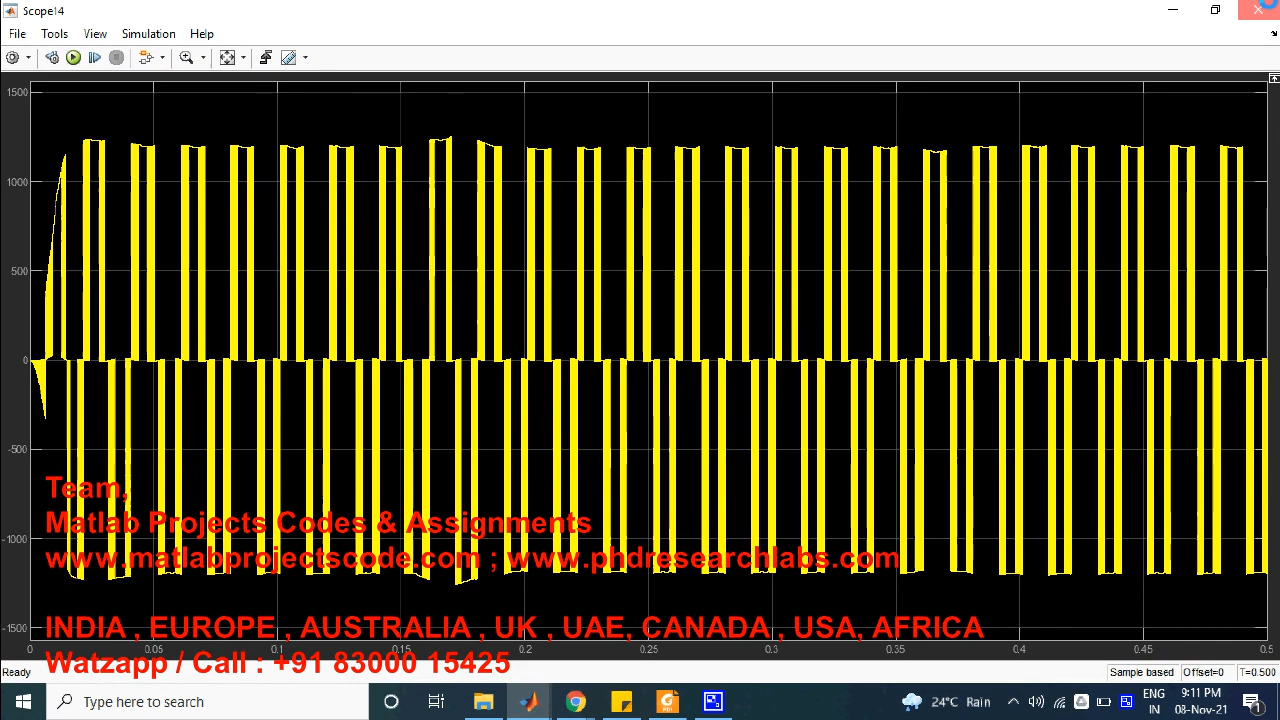 Scope14
File Tools View Simulation Help
1500
1000
500
0
-500
-1000
-1500
0 0.05 0.1 0.15 0.2 0.25 0.3 0.35 0.4 0.45 0.5
Team,
Matlab Projects Codes & Assignments
www.matlabprojectscode.com ; www.phdresearchlabs.com
INDIA , EUROPE , AUSTRALIA , UK , UAE, CANADA , USA, AFRICA
Watzapp / Call : +91 83000 15425
Ready Sample based Offset=0 T=0.500
Type here to search 24°C Rain ENG 9:11 PM
IN 08-Nov-21 1